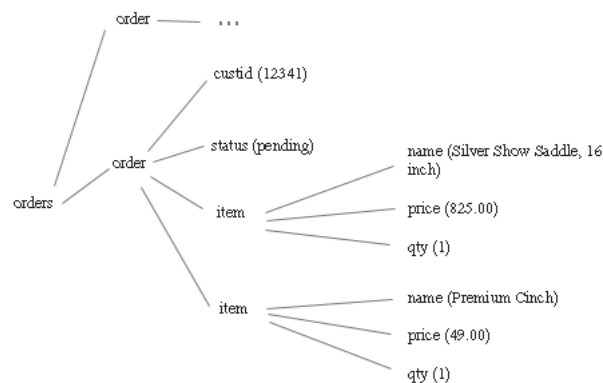 order
...
custid (12341)
order
status (pending)
name (Silver Show Saddle, 16
inch)
orders
item
price (825.00)
qty (1)
item
name (Premium Cinch)
price (49.00)
qty (1)